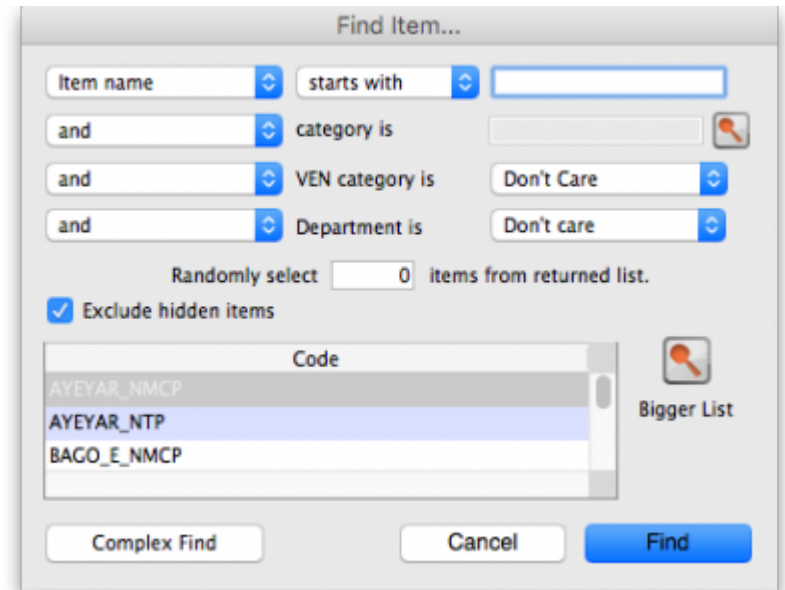 Find Item...
Item name starts with
and category is
and VEN category is Don't Care
and Department is Don't care
Randomly select 0 items from returned list.
Exclude hidden items
Code
AYEYAR_NMCP
AYEYAR_NTP
BAGO_E_NMCP
Bigger List
Complex Find Cancel Find